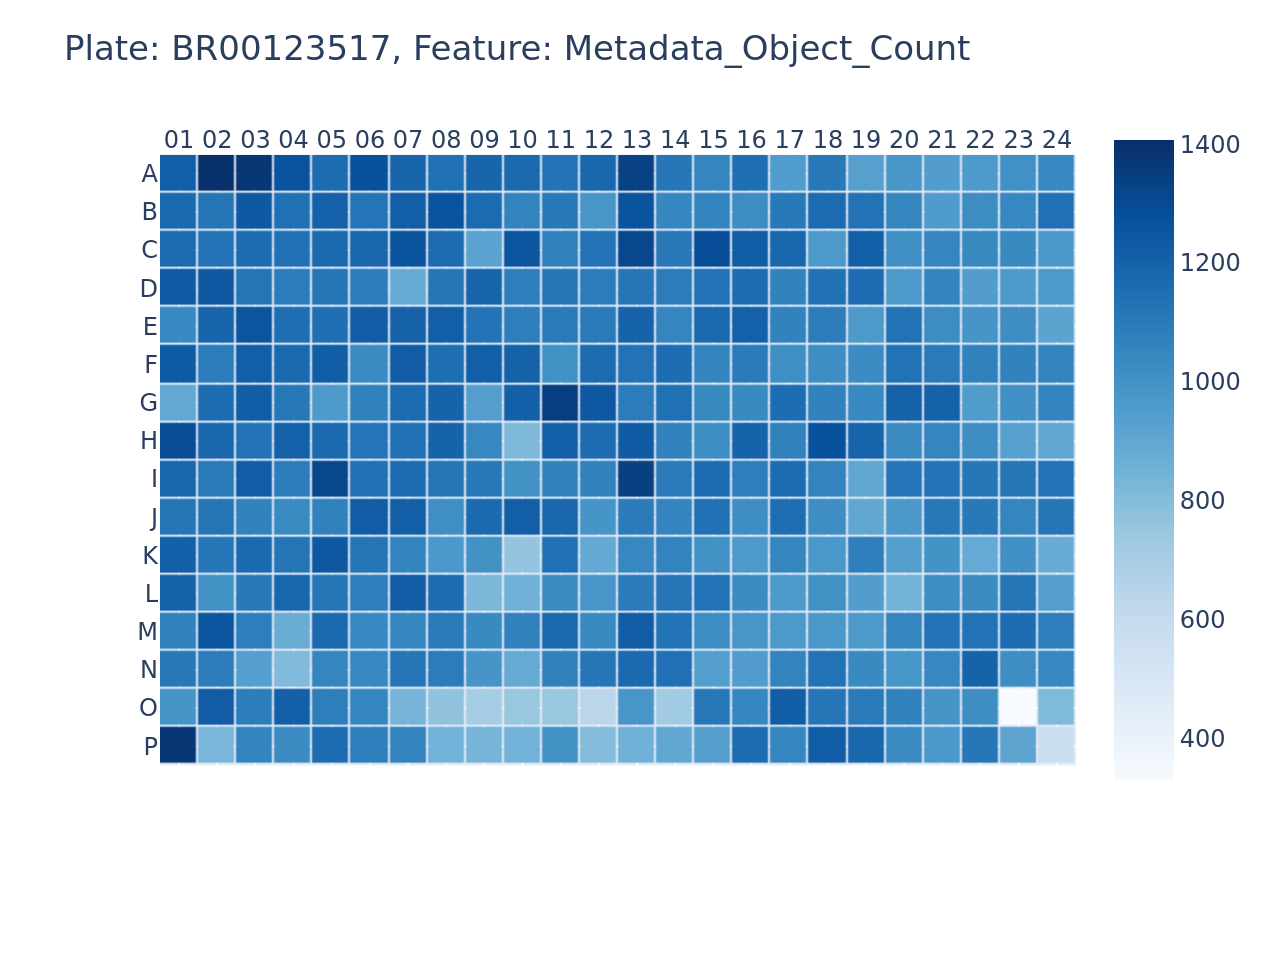 Plate: BR00123517, Feature: Metadata_Object_Count
01 02 03 04 05 06 07 08 09 10 11 12 13 14 15 16 17 18 19 20 21 22 23 24
A
B
C
D
E
F
G
H
I
J
K
L
M
N
O
P
1400
1200
1000
800
600
400